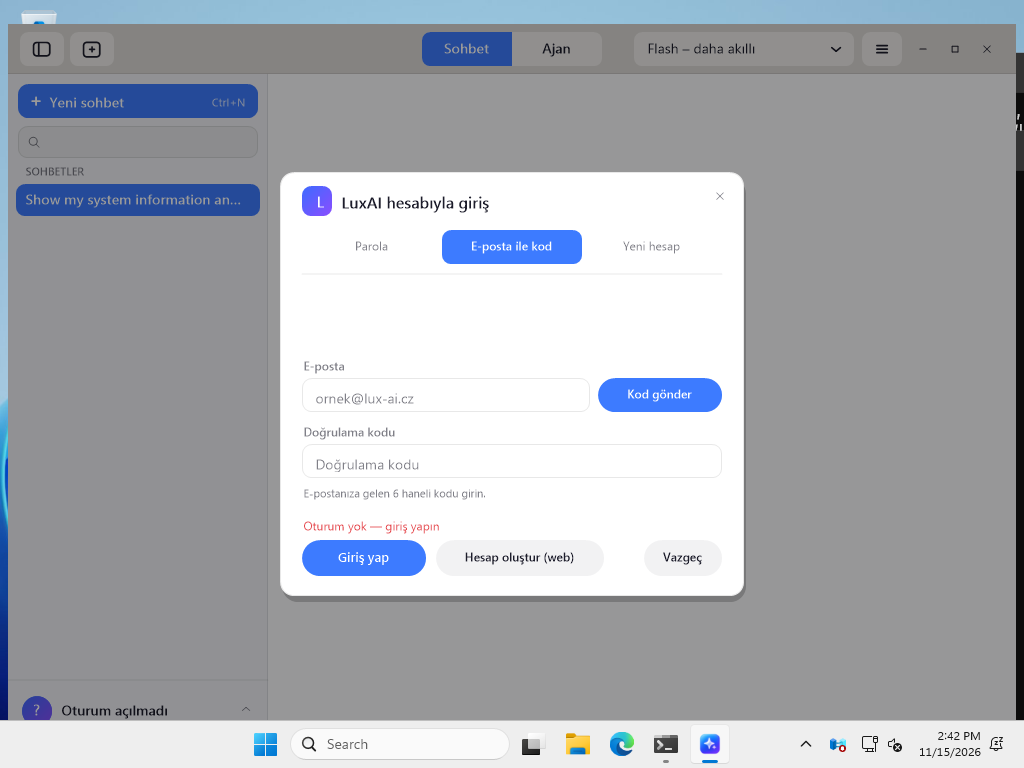 Sohbet
Ajan
Flash – daha akıllı
+ Yeni sohbet
Ctrl+N
SOHBETLER
Show my system information an...
L
LuxAI hesabıyla giriş
Parola
E-posta ile kod
Yeni hesap
E-posta
ornek@lux-ai.cz
Kod gönder
Doğrulama kodu
Doğrulama kodu
E-postanıza gelen 6 haneli kodu girin.
Oturum yok — giriş yapın
Giriş yap
Hesap oluştur (web)
Vazgeç
?
Oturum açılmadı
Search
2:42 PM
11/15/2026